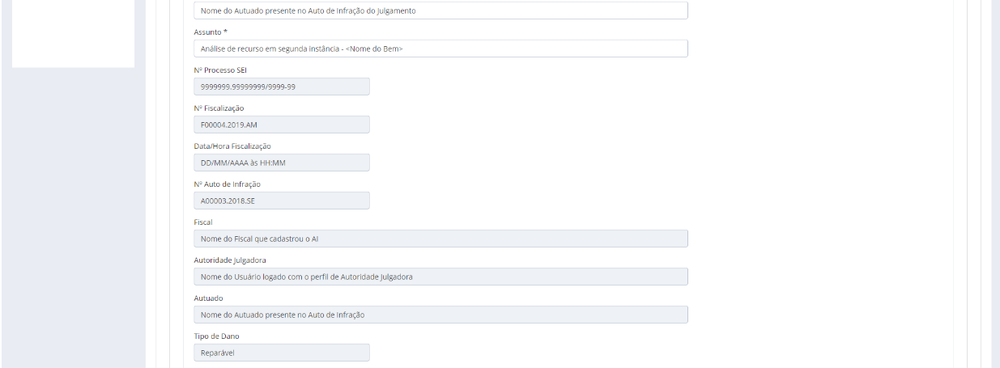 Nome do Autuado presente no Auto de Infração do Julgamento
Assunto *
Análise de recurso em segunda instância - <Nome do Bem>
Nº Processo SEI
9999999.99999999/9999-99
Nº Fiscalização
F00004.2019.AM
Data/Hora Fiscalização
DD/MM/AAAA às HH:MM
Nº Auto de Infração
A00003.2018.SE
Fiscal
Nome do Fiscal que cadastrou o AI
Autoridade Julgadora
Nome do Usuário logado com o perfil de Autoridade Julgadora
Autuado
Nome do Autuado presente no Auto de Infração
Tipo de Dano
Reparável